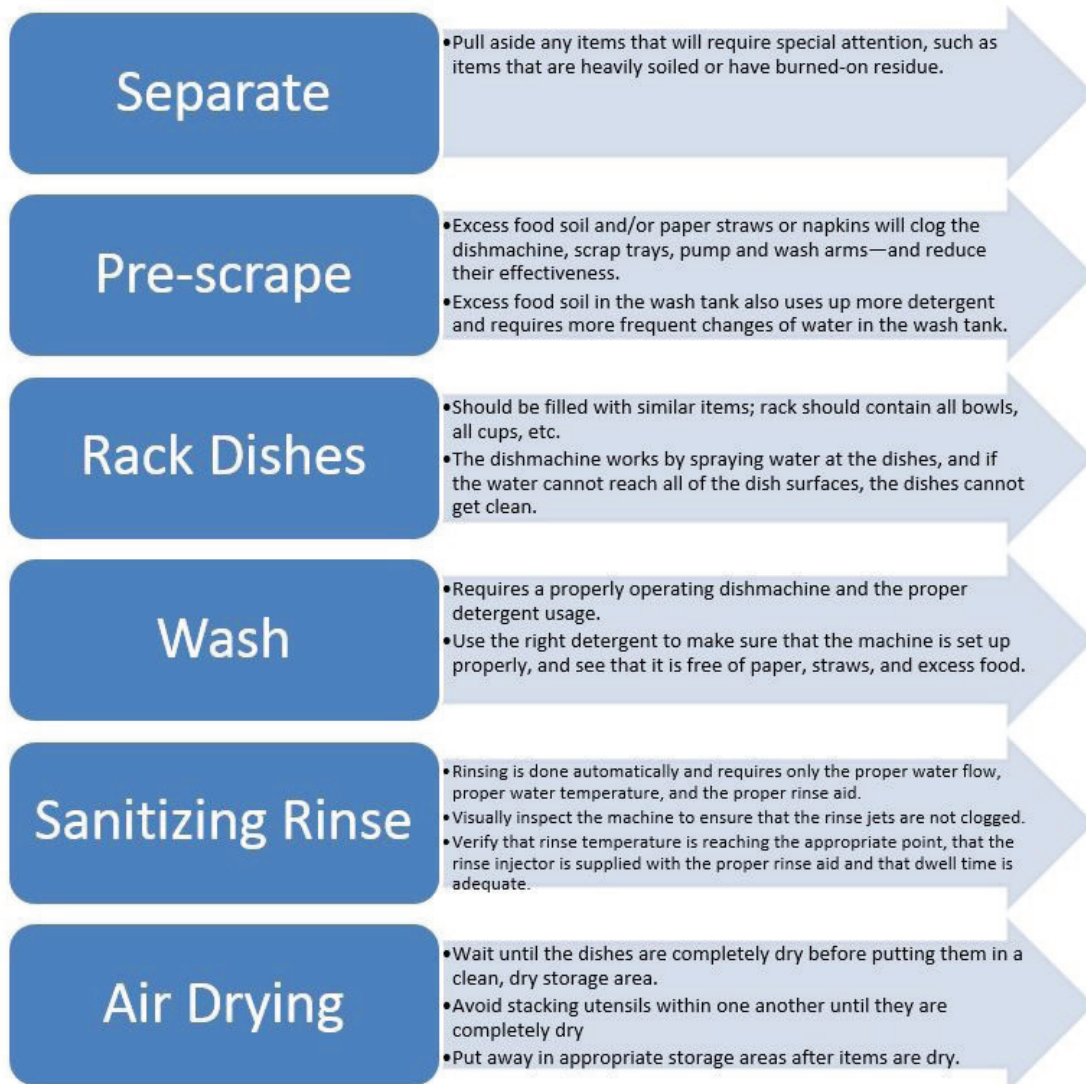 Separate
•Pull aside any items that will require special attention, such as
items that are heavily soiled or have burned-on residue.
Pre-scrape
•Excess food soil and/or paper straws or napkins will clog the
dishmachine, scrap trays, pump and wash arms—and reduce
their effectiveness.
•Excess food soil in the wash tank also uses up more detergent
and requires more frequent changes of water in the wash tank.
Rack Dishes
•Should be filled with similar items; rack should contain all bowls,
all cups, etc.
•The dishmachine works by spraying water at the dishes, and if
the water cannot reach all of the dish surfaces, the dishes cannot
get clean.
Wash
•Requires a properly operating dishmachine and the proper
detergent usage.
•Use the right detergent to make sure that the machine is set up
properly, and see that it is free of paper, straws, and excess food.
Sanitizing Rinse
•Rinsing is done automatically and requires only the proper water flow,
proper water temperature, and the proper rinse aid.
•Visually inspect the machine to ensure that the rinse jets are not clogged.
•Verify that rinse temperature is reaching the appropriate point, that the
rinse injector is supplied with the proper rinse aid and that dwell time is
adequate.
Air Drying
•Wait until the dishes are completely dry before putting them in a
clean, dry storage area.
•Avoid stacking utensils within one another until they are
completely dry
•Put away in appropriate storage areas after items are dry.